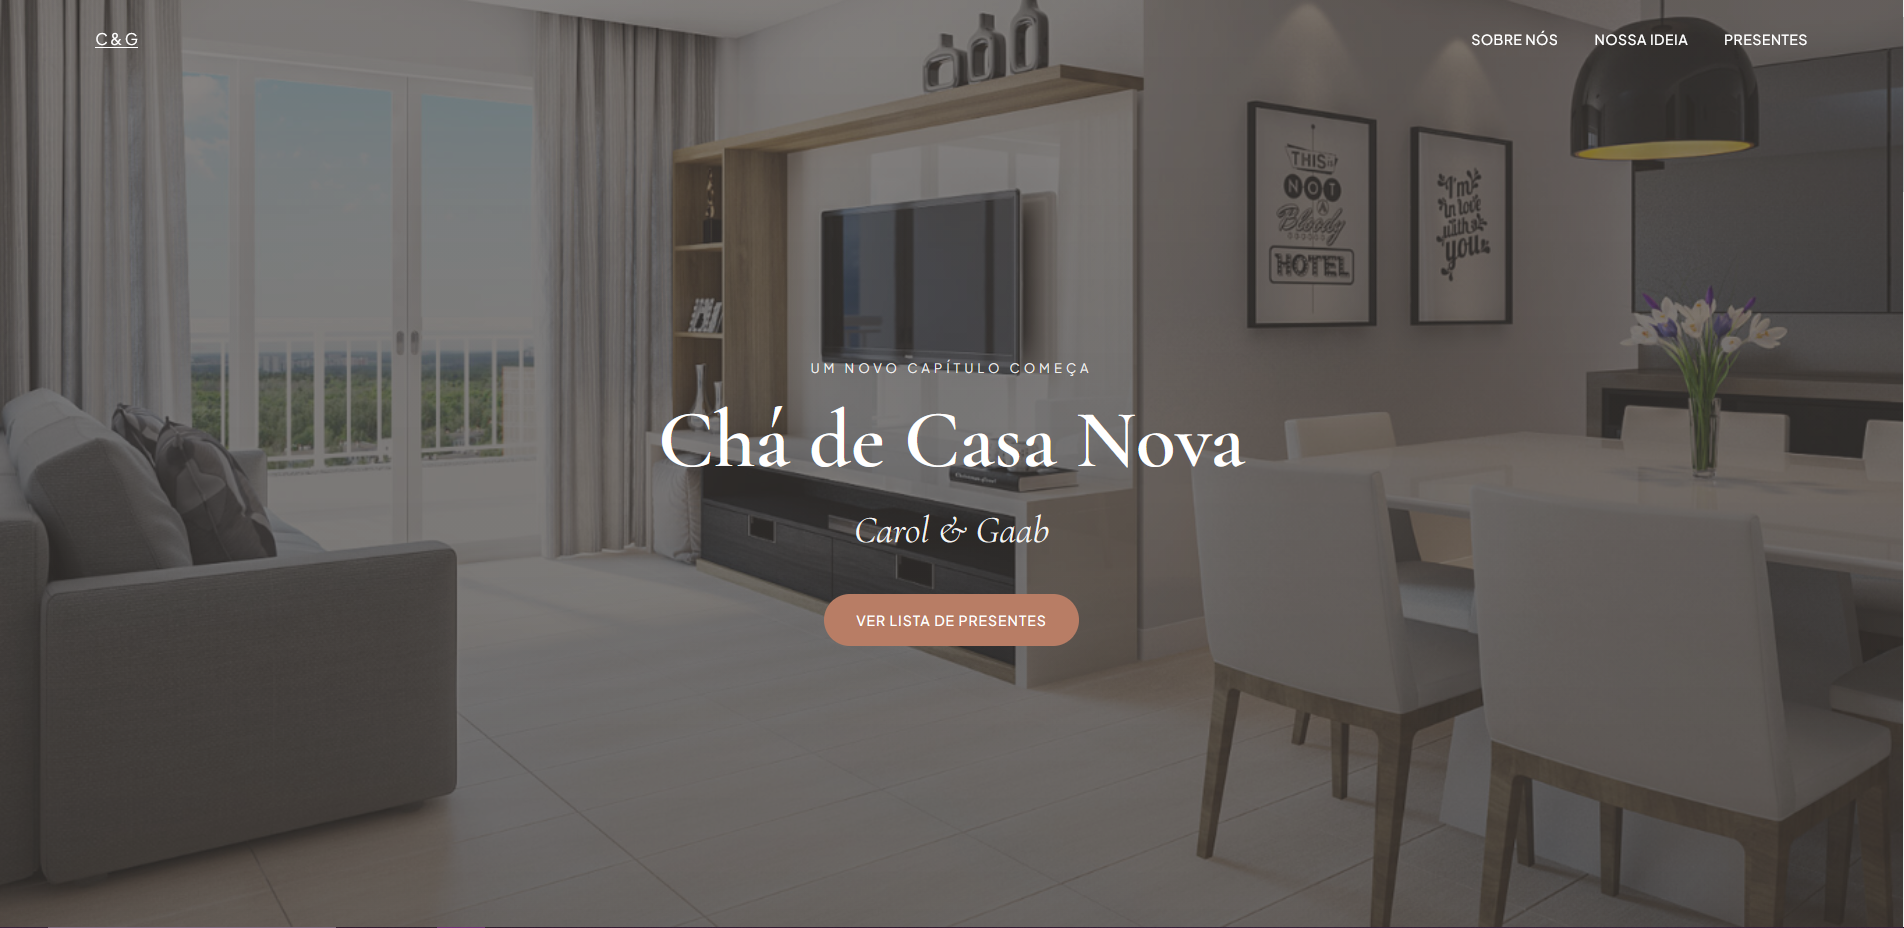 C & G
SOBRE NÓS
NOSSA IDEIA
PRESENTES
THIS is
NOT
A
Bloody
HOTEL
I'm
in love
with
you
UM NOVO CAPÍTULO COMEÇA
Chá de Casa Nova
Carol & Gaab
VER LISTA DE PRESENTES